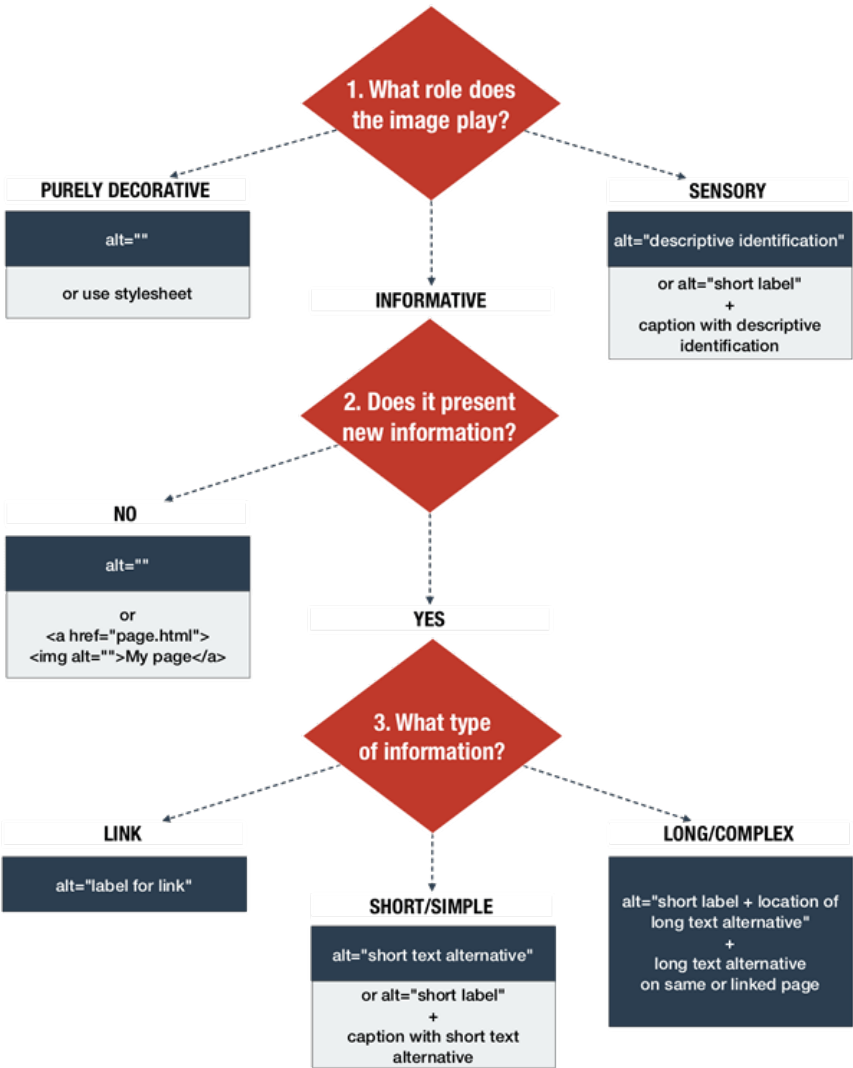 1. What role does
the image play?
PURELY DECORATIVE
alt=""
or use stylesheet
INFORMATIVE
SENSORY
alt="descriptive identification"
or alt="short label"
+
caption with descriptive
identification
2. Does it present
new information?
NO
alt=""
or
<a href="page.html">
<img alt="">My page</a>
YES
3. What type
of information?
LINK
alt="label for link"
SHORT/SIMPLE
alt="short text alternative"
or alt="short label"
+
caption with short text
alternative
LONG/COMPLEX
alt="short label + location of
long text alternative"
+
long text alternative
on same or linked page